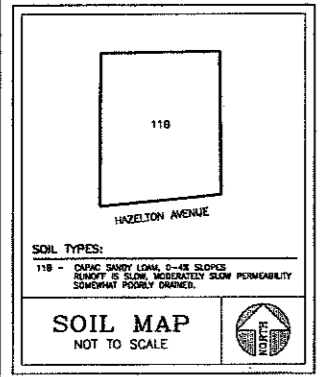 11B
HAZELTON AVENUE
SOIL TYPES:
11B - CAPAC SANDY LOAM, 0-4% SLOPES
RUNOFF IS SLOW, MODERATELY SLOW PERMEABILITY
SOMEWHAT POORLY DRAINED.
SOIL MAP
NOT TO SCALE
NORTH